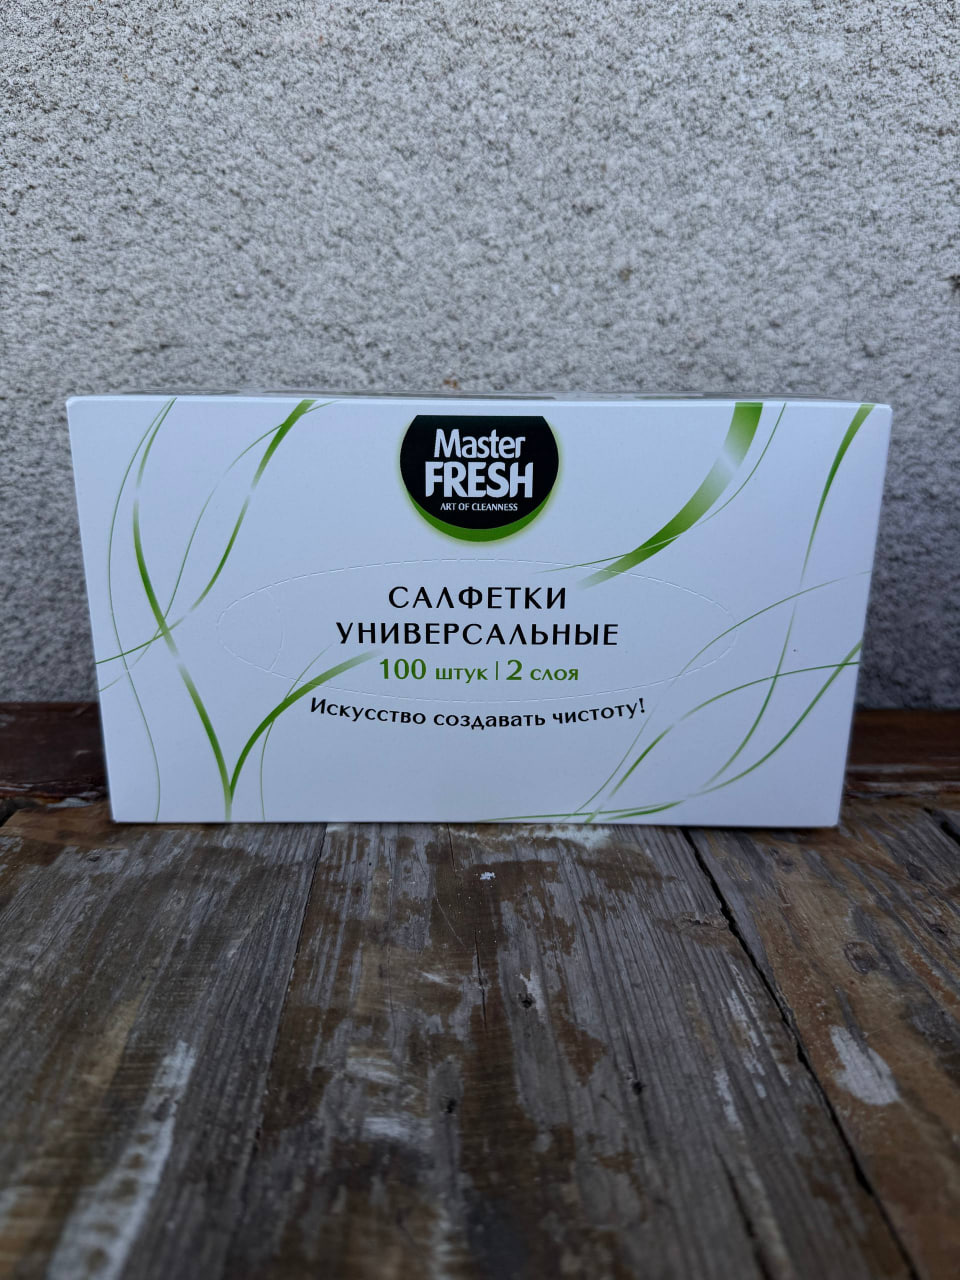 Master
FRESH
ART OF CLEANNESS
САЛФЕТКИ
УНИВЕРСАЛЬНЫЕ
100 штук | 2 слоя
Искусство создавать чистоту!